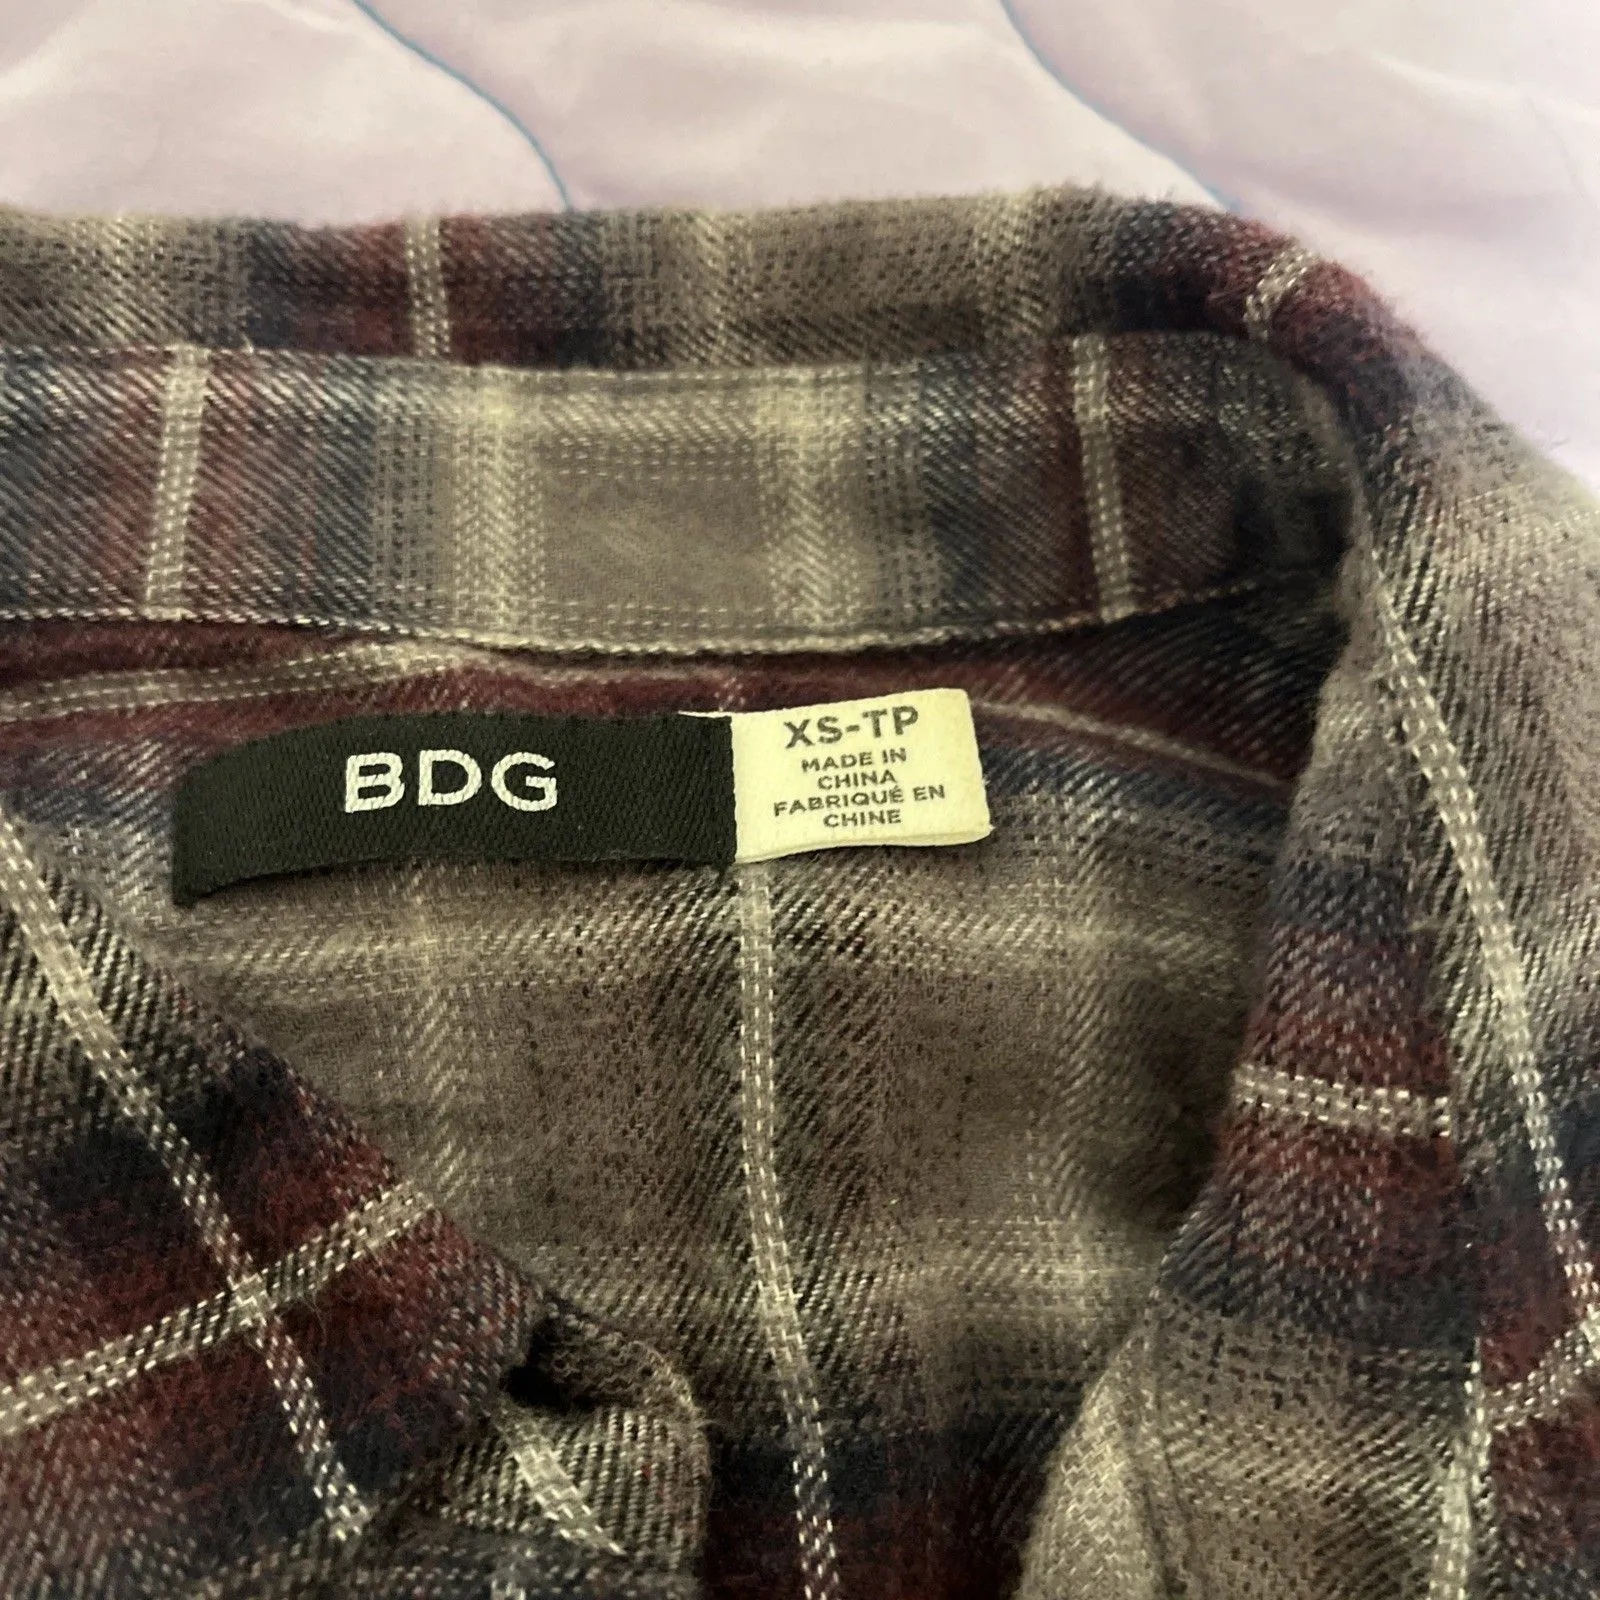 BDG
XS-TP
MADE IN
CHINA
FABRIQUÉ EN
CHINE